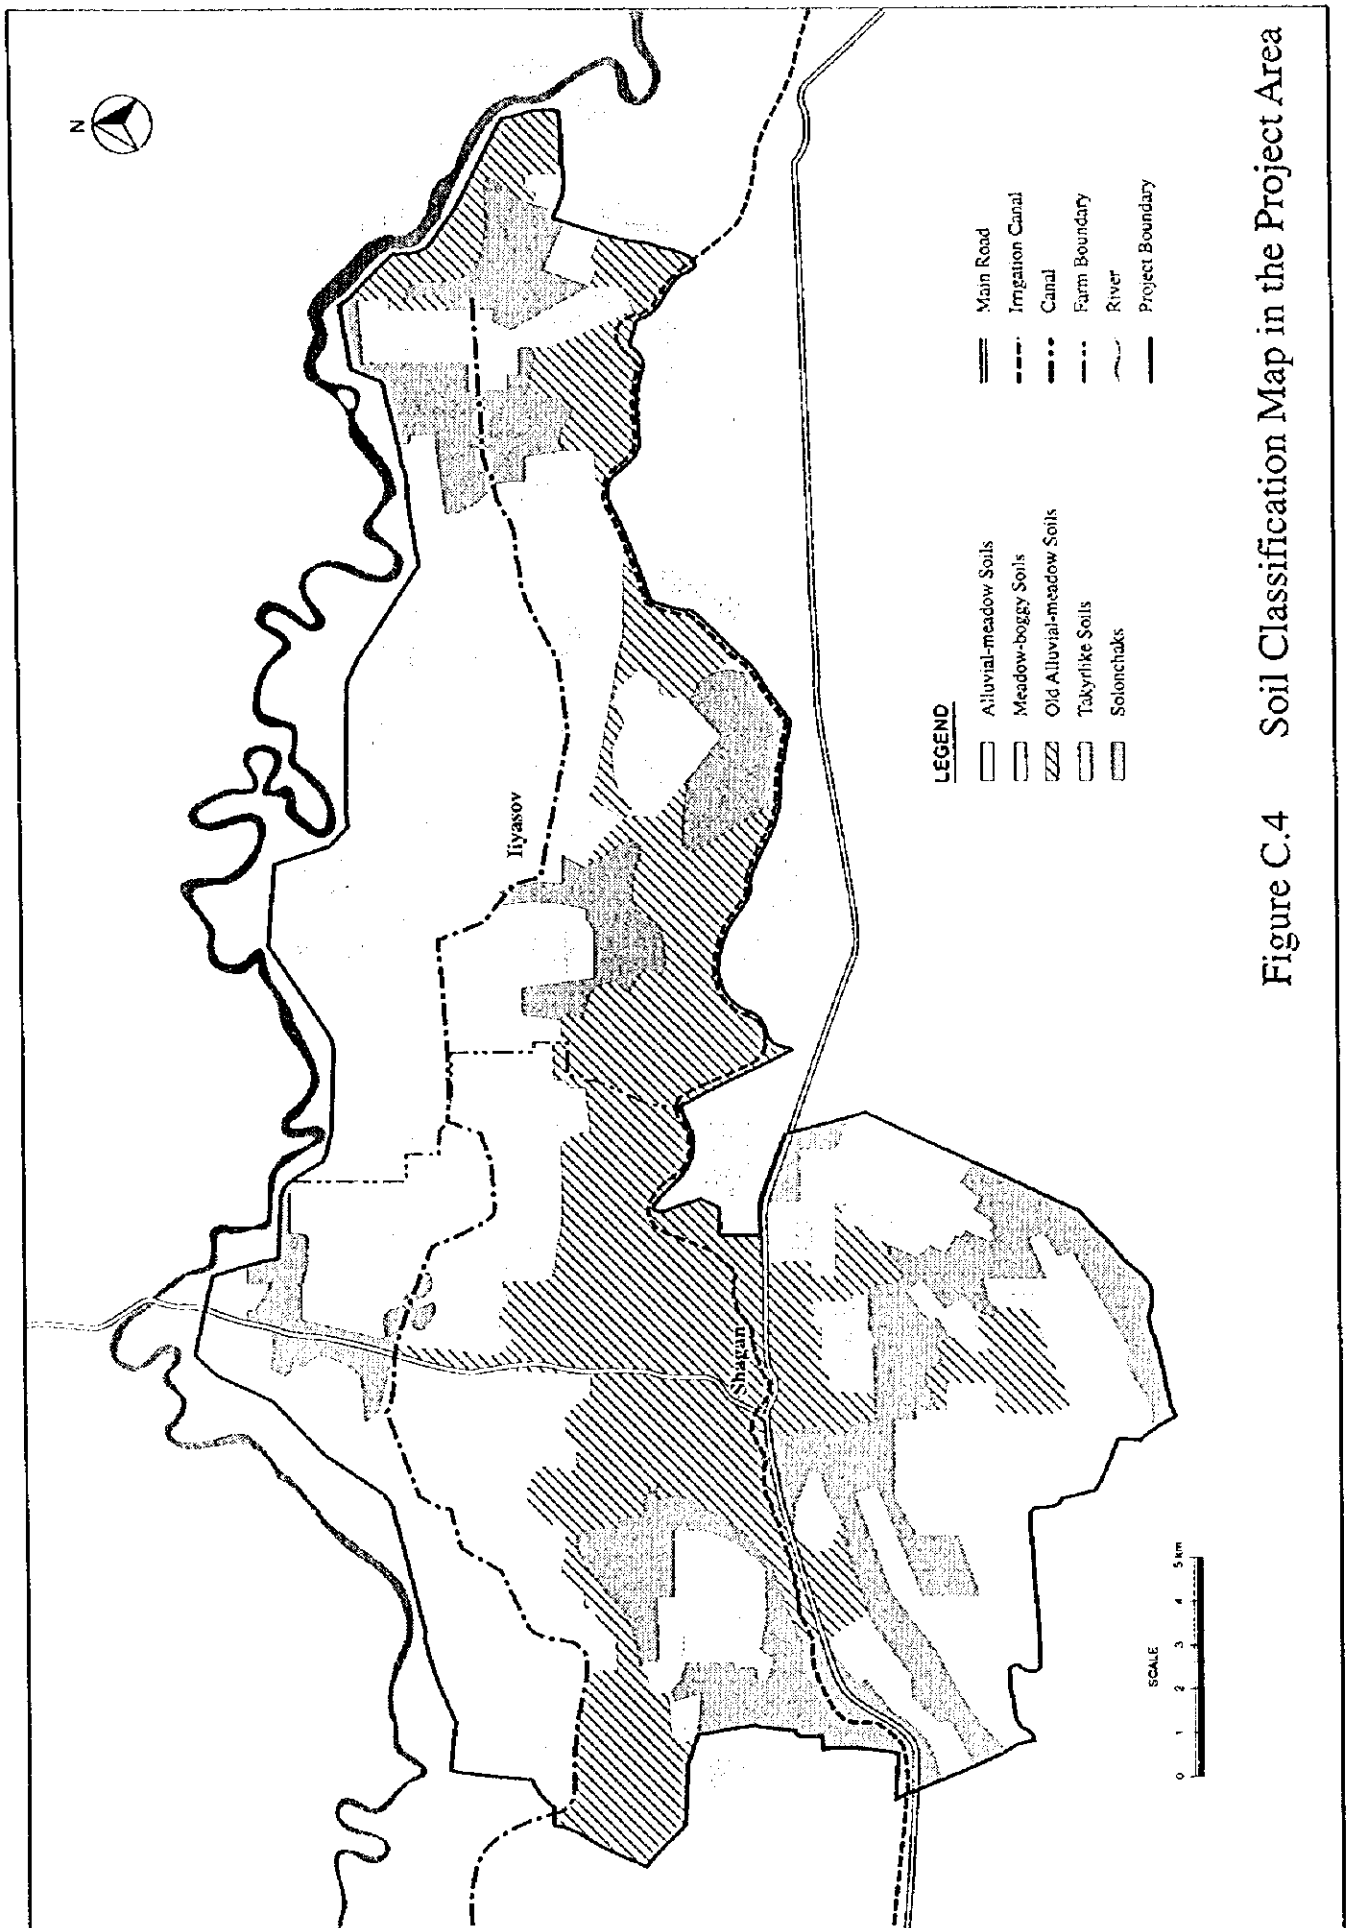 N
Iiyasov
Shagan
LEGEND
Alluvial-meadow Soils
Meadow-boggy Soils
Old Alluvial-meadow Soils
Takyrlike Soils
Solonchaks
Main Road
Irrigation Canal
Canal
Farm Boundary
River
Project Boundary
SCALE
0 1 2 3 4 5 km
Figure C.4 Soil Classification Map in the Project Area